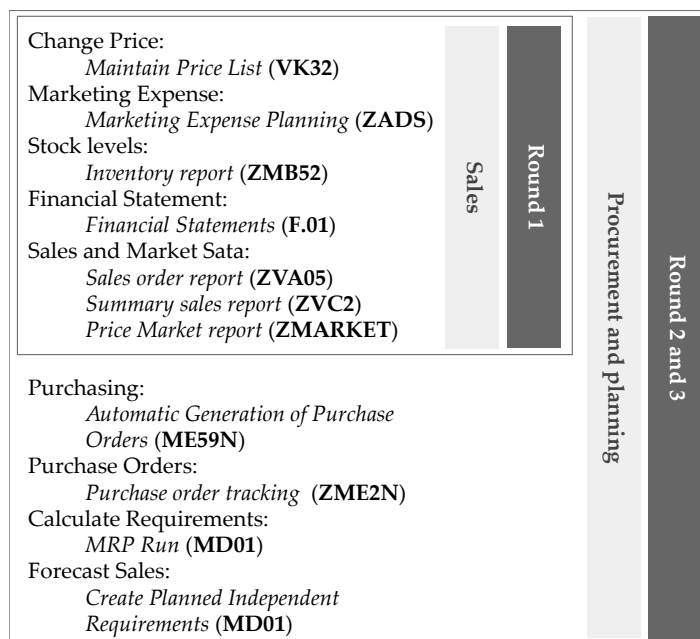 Change Price:
Maintain Price List (VK32)
Marketing Expense:
Marketing Expense Planning (ZADS)
Stock levels:
Inventory report (ZMB52)
Financial Statement:
Financial Statements (F.01)
Sales and Market Sata:
Sales order report (ZVA05)
Summary sales report (ZVC2)
Price Market report (ZMARKET)
Sales
Round 1
Purchasing:
Automatic Generation of Purchase
Orders (ME59N)
Purchase Orders:
Purchase order tracking (ZME2N)
Calculate Requirements:
MRP Run (MD01)
Forecast Sales:
Create Planned Independent
Requirements (MD01)
Procurement and planning
Round 2 and 3